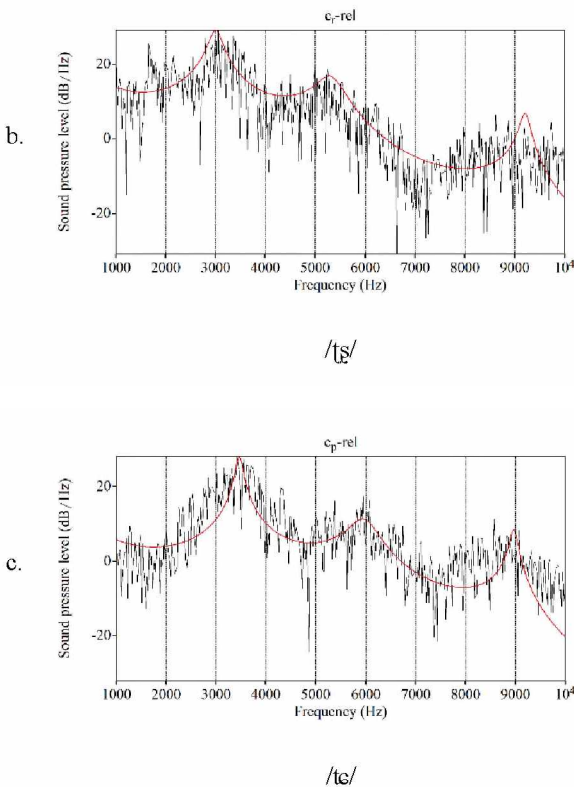 cᵣ-rel
b.
Sound pressure level (dB/Hz)
20
0
-20
1000 2000 3000 4000 5000 6000 7000 8000 9000 10⁴
Frequency (Hz)
/ʈʂ/
cₚ-rel
c.
Sound pressure level (dB/Hz)
20
0
-20
1000 2000 3000 4000 5000 6000 7000 8000 9000 10⁴
Frequency (Hz)
/tɕ/